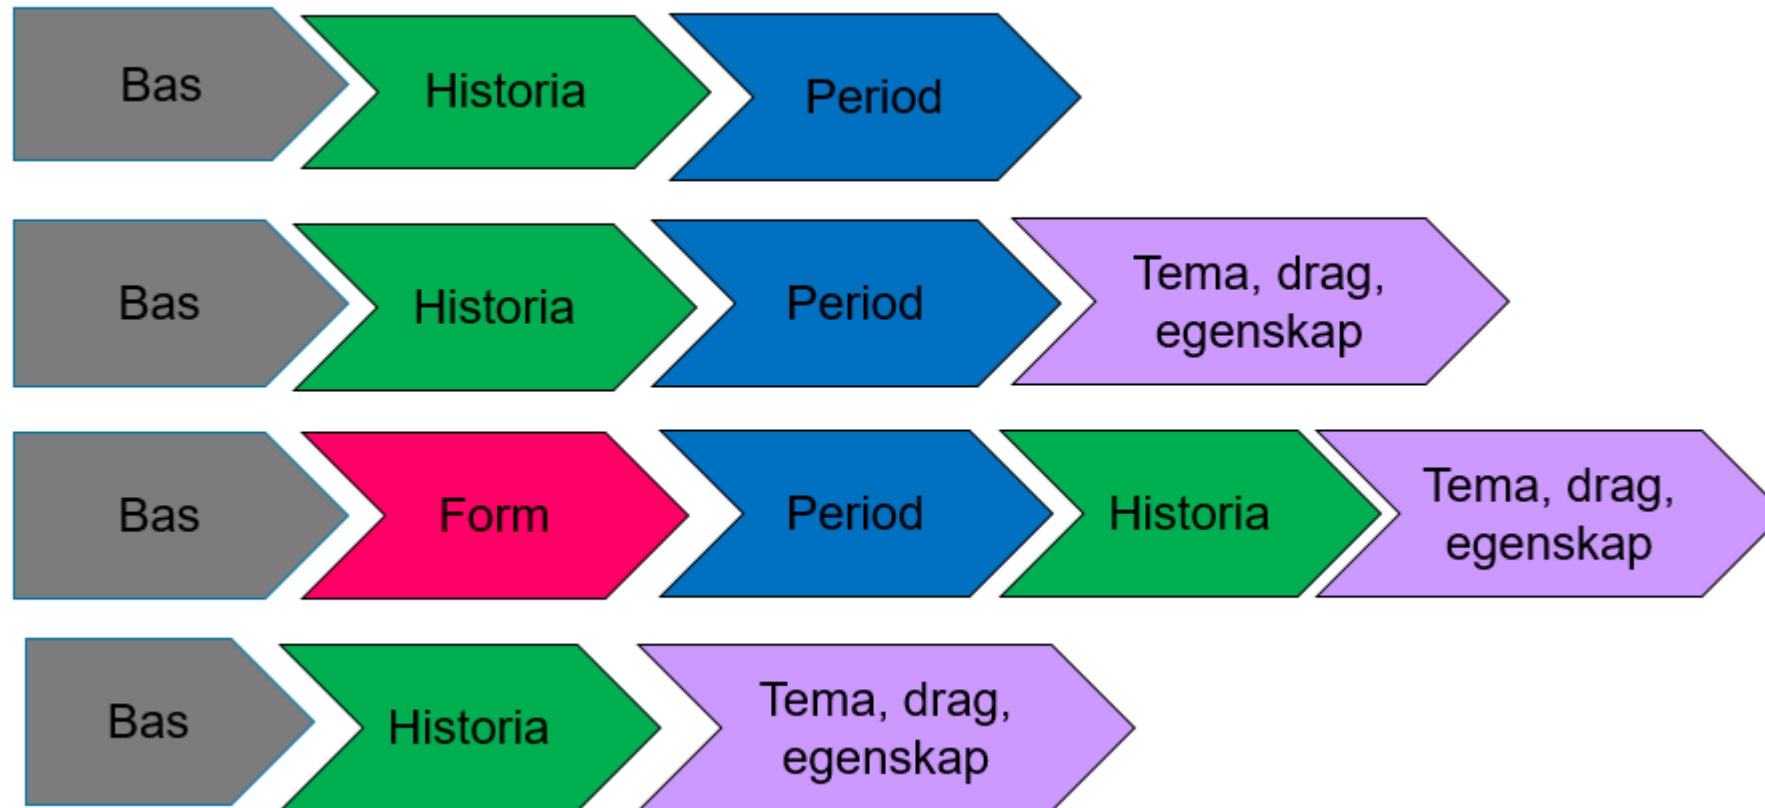 Bas
Historia
Period
Bas
Historia
Period
Tema, drag,
egenskap
Bas
Form
Period
Historia
Tema, drag,
egenskap
Bas
Historia
Tema, drag,
egenskap